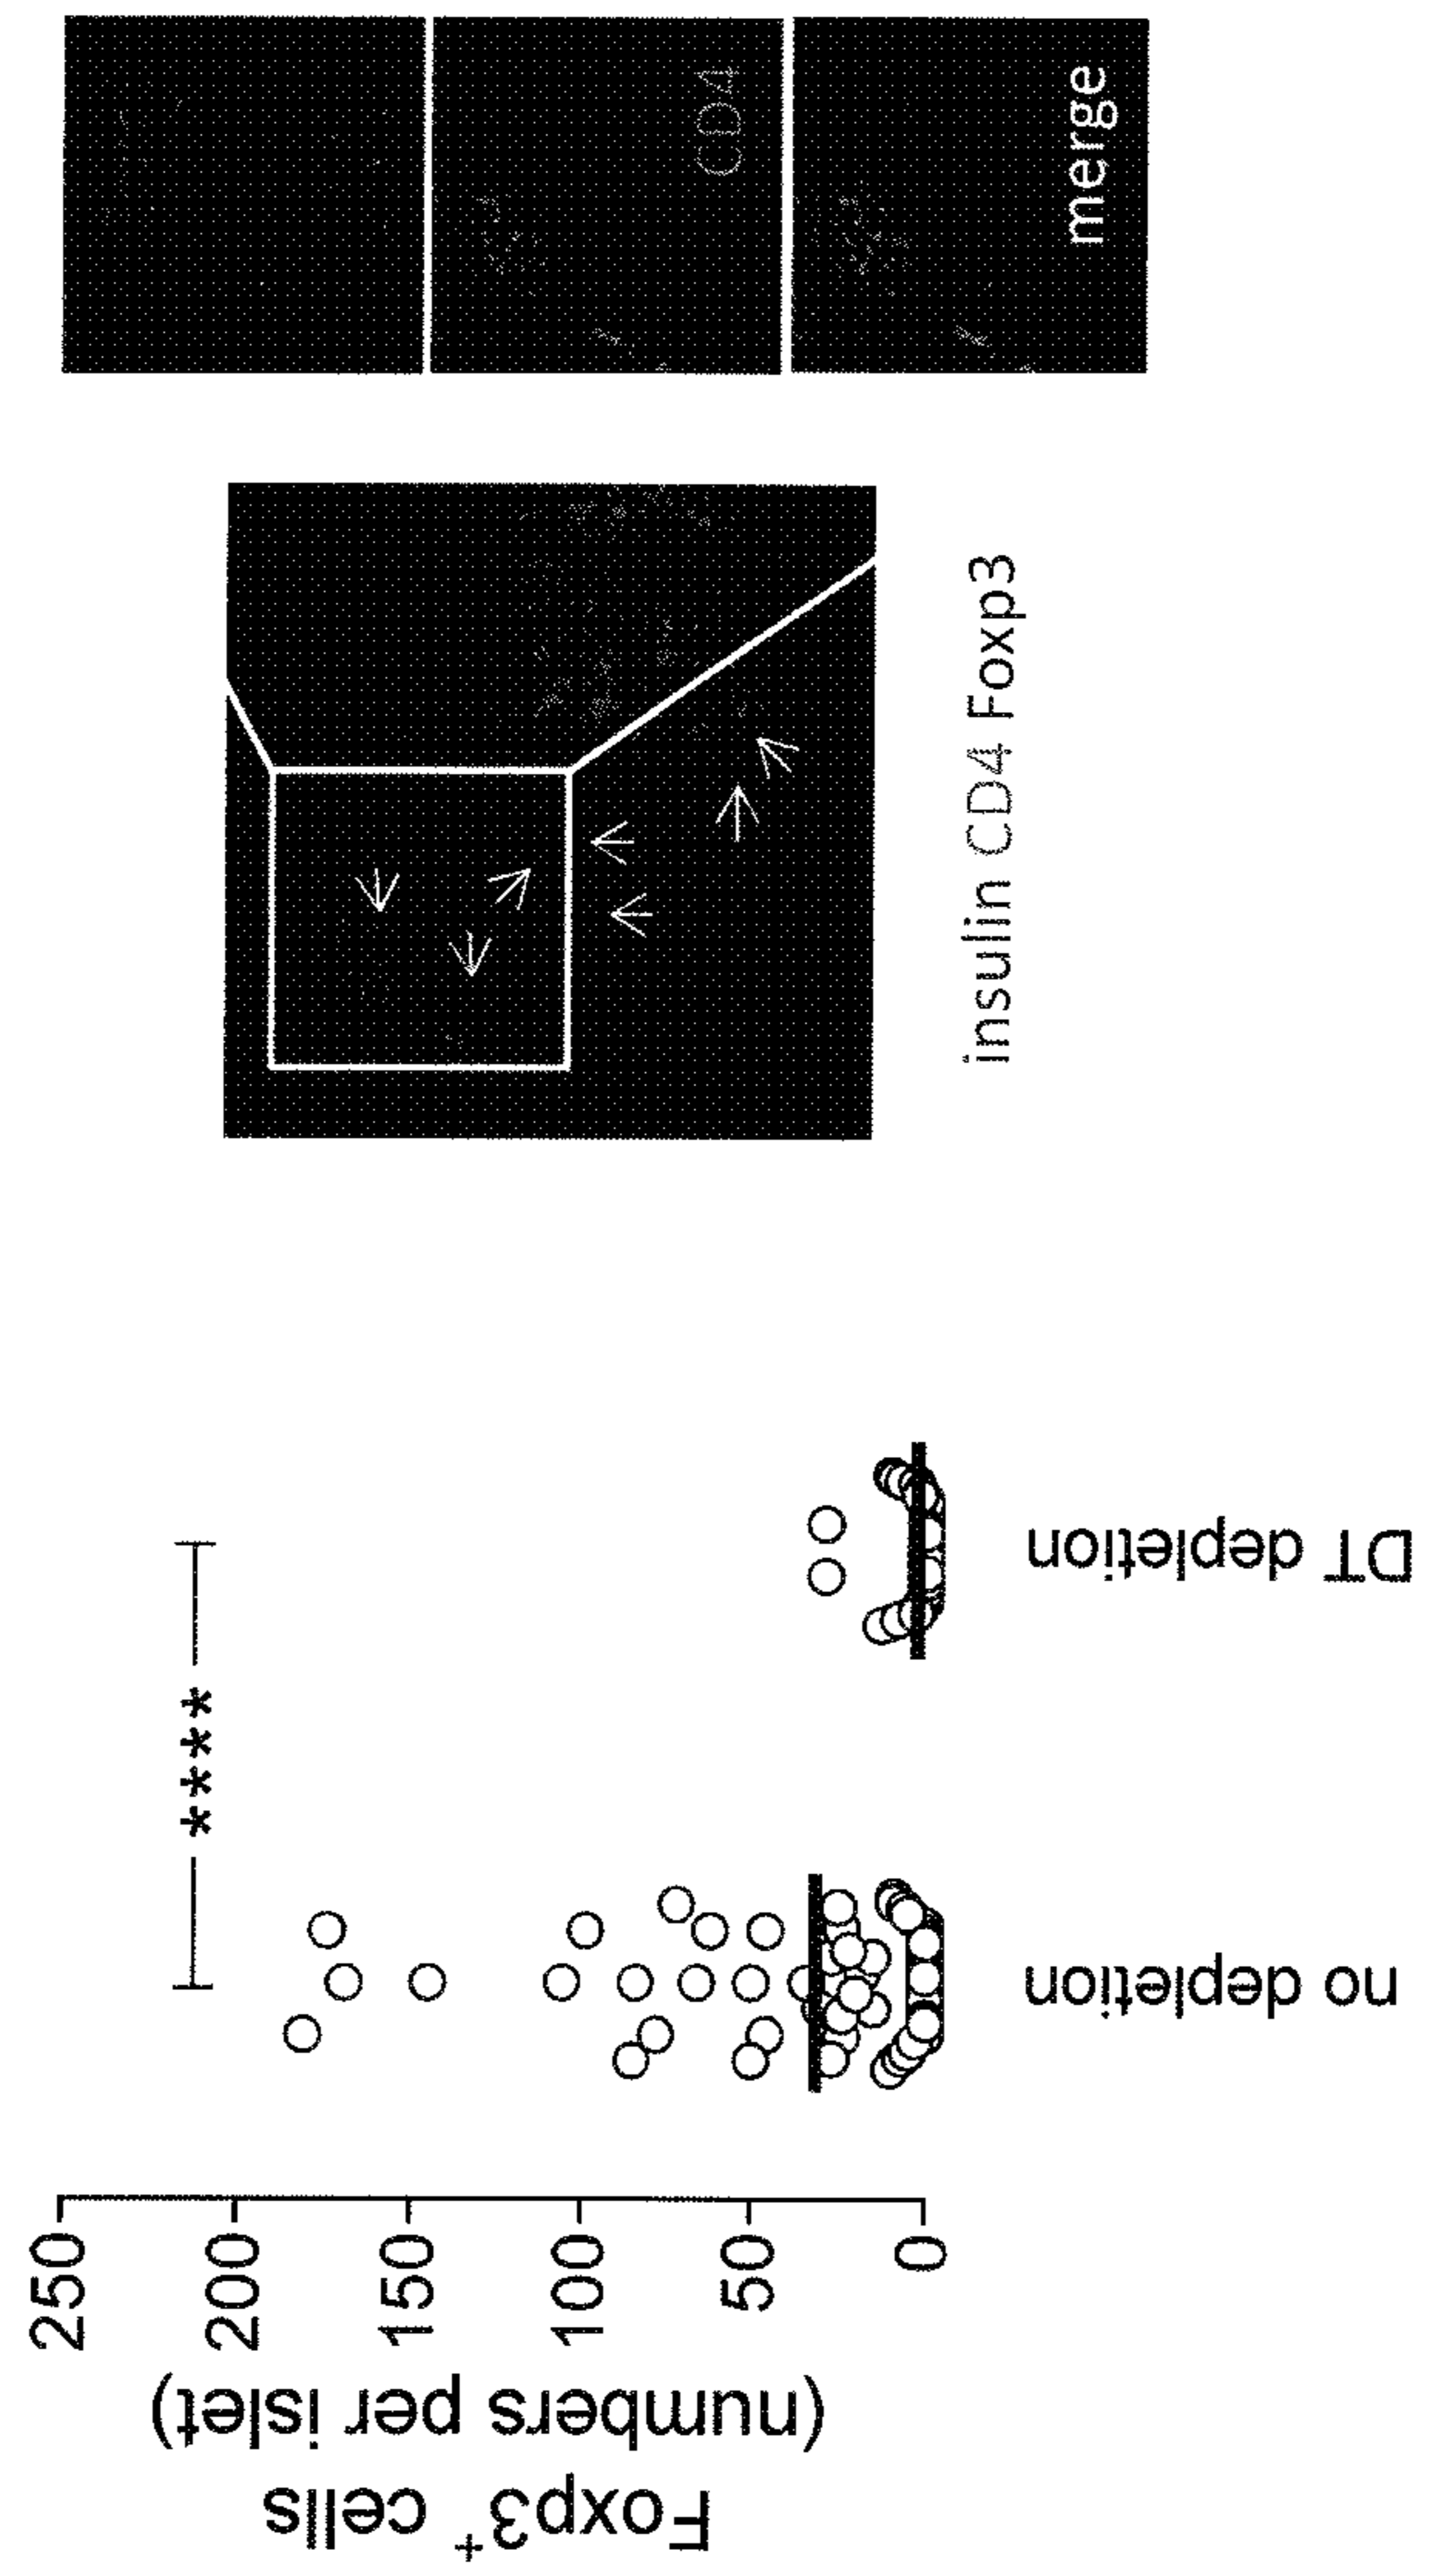 Foxp3⁺ cells
(numbers per islet)
250
200
150
100
50
0
****
no depletion
DT depletion
insulin CD4 Foxp3
CD4
merge